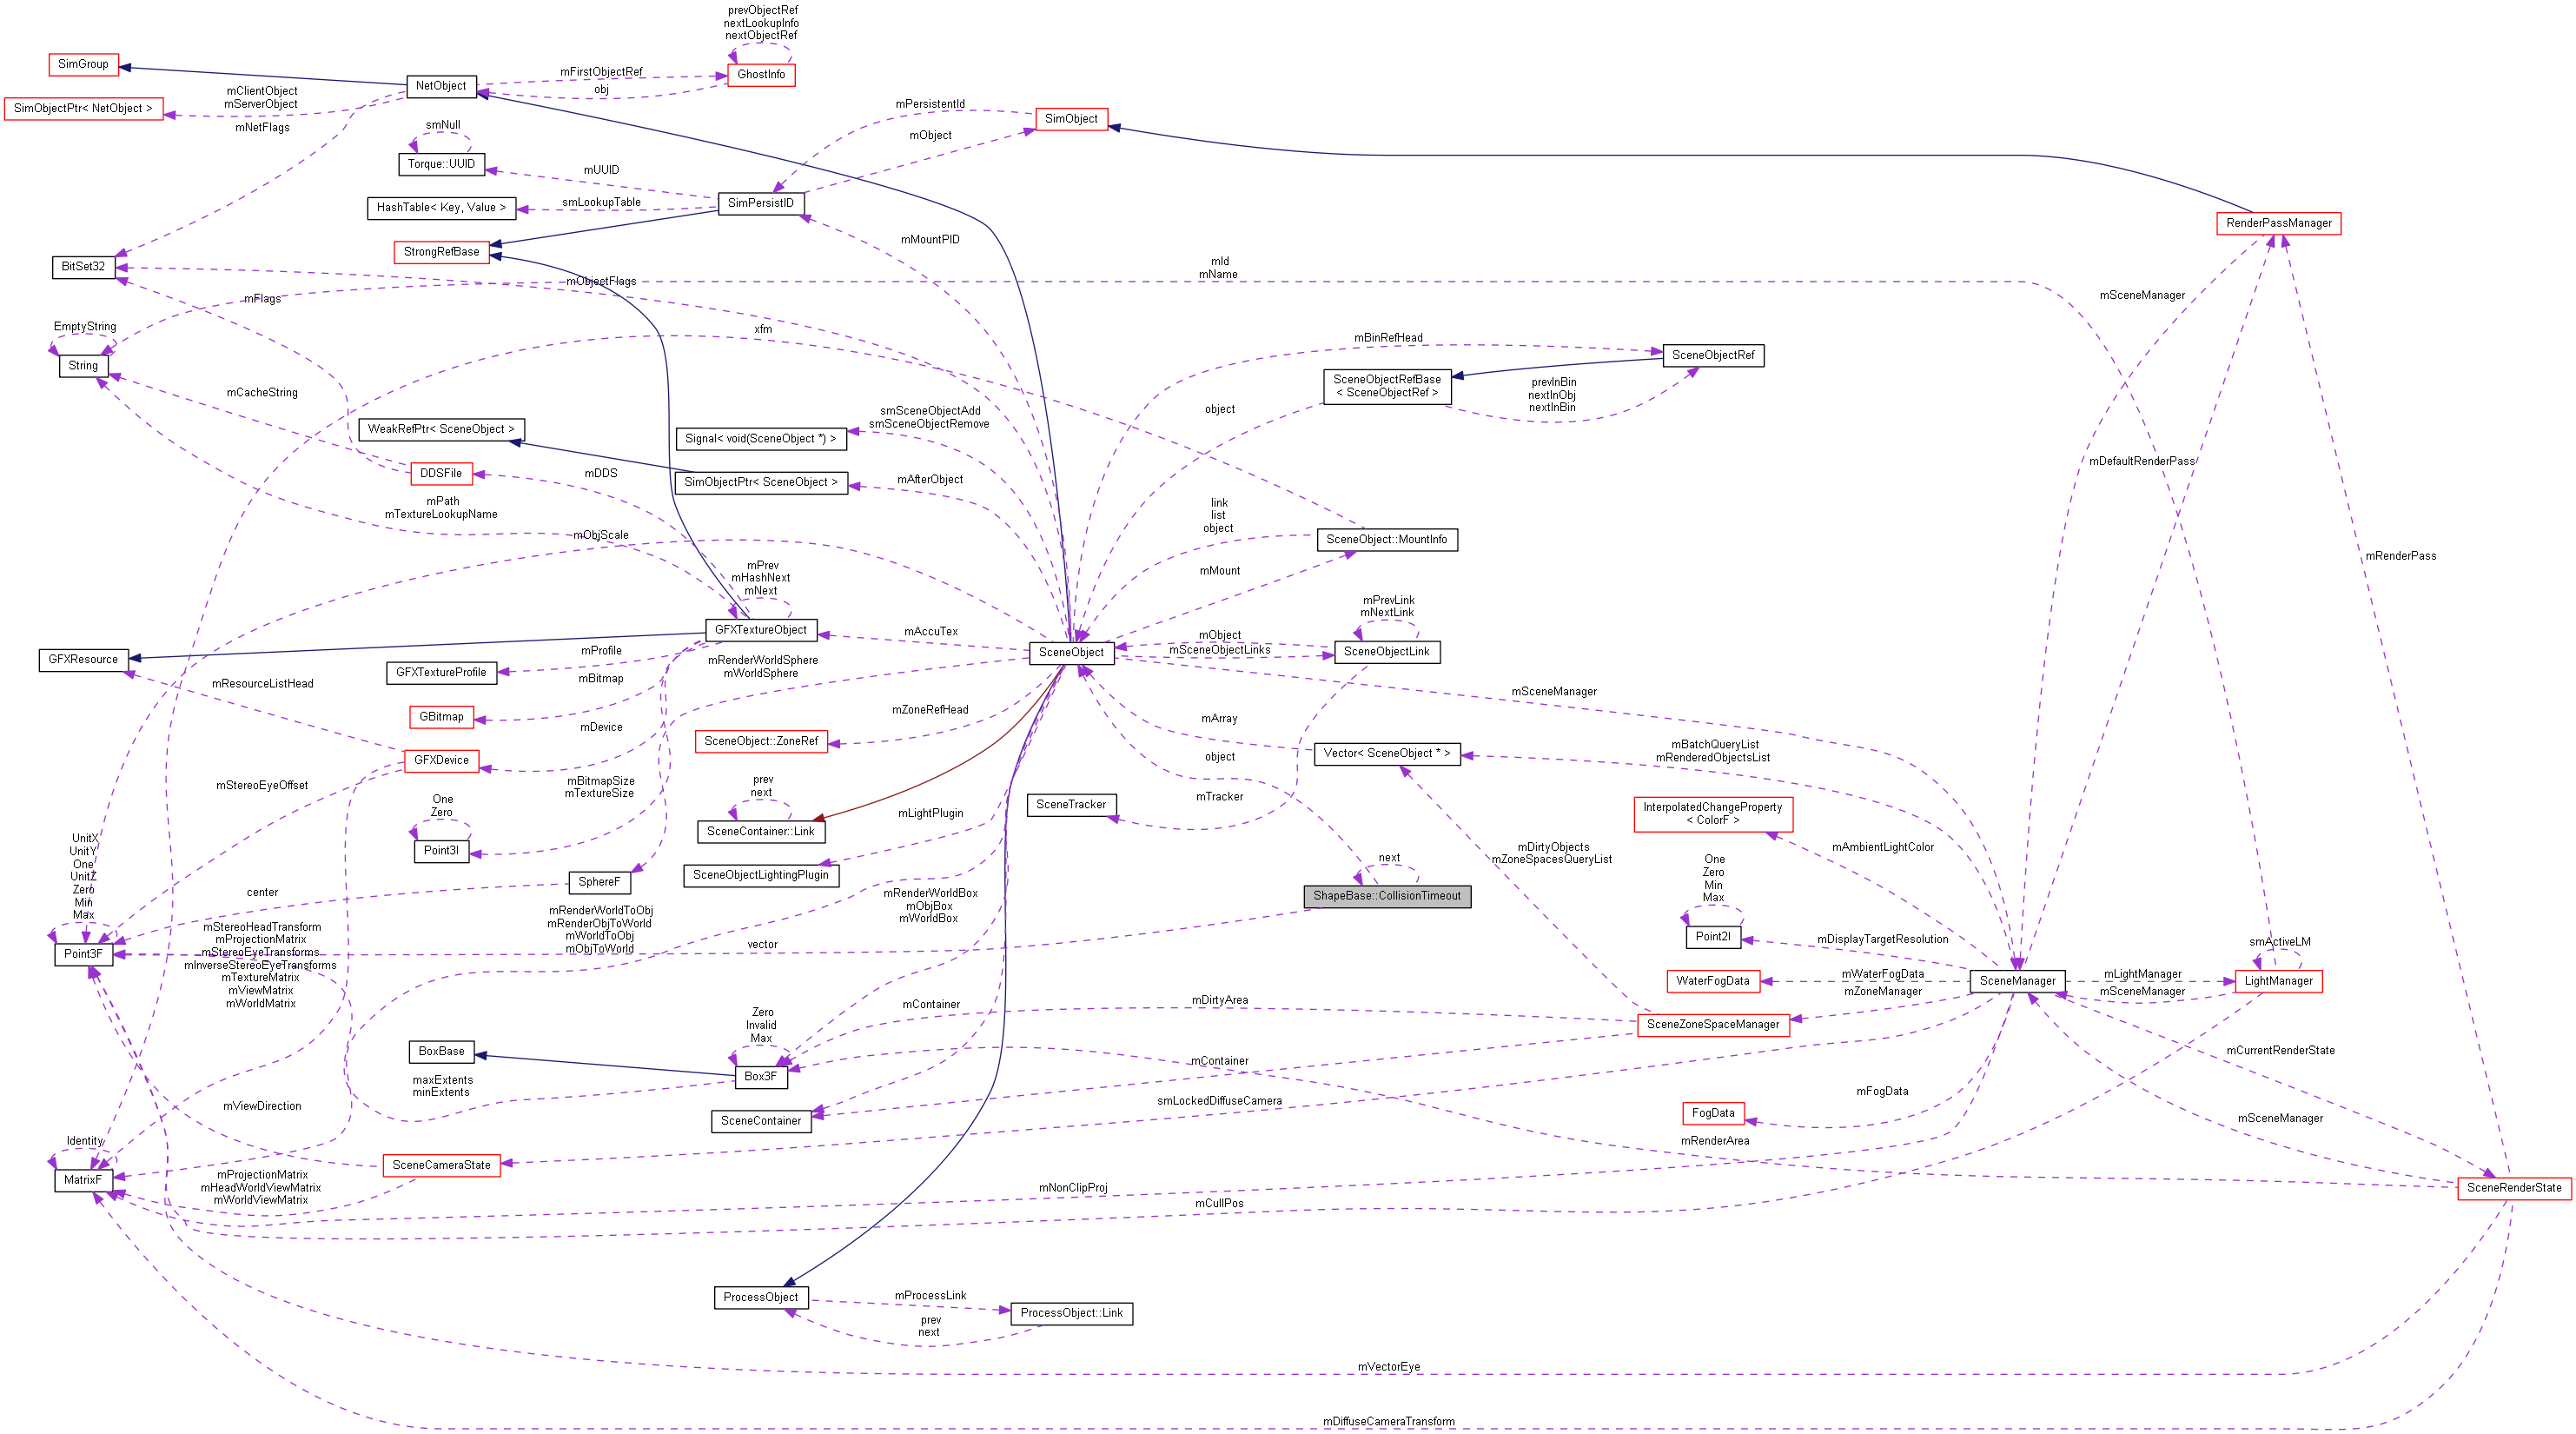 prevObjectRef
nextLookupInfo
nextObjectRef
SimGroup
GhostInfo
mFirstObjectRef
obj
NetObject
mClientObject
mServerObject
SimObjectPtr< NetObject >
mNetFlags
mPersistentId
SimObject
mObject
smNull
Torque::UUID
mUUID
SimPersistID
HashTable< Key, Value >
smLookupTable
RenderPassManager
StrongRefBase
mMountPID
BitSet32
mId
mName
mObjectFlags
mFlags
mSceneManager
EmptyString
xfm
String
mBinRefHead
SceneObjectRef
SceneObjectRefBase
< SceneObjectRef >
prevInBin
nextInObj
nextInBin
mCacheString
object
smSceneObjectAdd
smSceneObjectRemove
WeakRefPtr< SceneObject >
Signal< void(SceneObject *) >
mDefaultRenderPass
DDSFile
mDDS
SimObjectPtr< SceneObject >
mAfterObject
mPath
mTextureLookupName
link
list
object
mObjScale
SceneObject::MountInfo
mRenderPass
mPrev
mHashNext
mNext
mMount
mPrevLink
mNextLink
GFXTextureObject
mAccuTex
mObject
SceneObject
mSceneObjectLinks
SceneObjectLink
GFXResource
mProfile
GFXTextureProfile
mRenderWorldSphere
mWorldSphere
mBitmap
mResourceListHead
mSceneManager
GBitmap
mZoneRefHead
mArray
mDevice
SceneObject::ZoneRef
mBatchQueryList
mRenderedObjectsList
Vector< SceneObject * >
object
GFXDevice
mStereoEyeOffset
mBitmapSize
mTextureSize
prev
next
One
Zero
SceneTracker
mTracker
InterpolatedChangeProperty
< ColorF >
mLightPlugin
SceneContainer::Link
UnitX
UnitY
One
UnitZ
Zero
Min
Max
Point3I
mDirtyObjects
mZoneSpacesQueryList
mAmbientLightColor
next
One
Zero
Min
Max
SceneObjectLightingPlugin
SphereF
center
ShapeBase::CollisionTimeout
mRenderWorldBox
mObjBox
mWorldBox
mRenderWorldToObj
mRenderObjToWorld
mWorldToObj
mObjToWorld
mStereoHeadTransform
mProjectionMatrix
mStereoEyeTransforms
mInverseStereoEyeTransforms
mTextureMatrix
mViewMatrix
mWorldMatrix
Point2I
mDisplayTargetResolution
smActiveLM
vector
Point3F
WaterFogData
mWaterFogData
SceneManager
mLightManager
LightManager
mZoneManager
mSceneManager
mDirtyArea
mContainer
Zero
Invalid
Max
SceneZoneSpaceManager
BoxBase
mContainer
mCurrentRenderState
Box3F
maxExtents
minExtents
mFogData
smLockedDiffuseCamera
mViewDirection
FogData
SceneContainer
mSceneManager
Identity
mRenderArea
SceneCameraState
MatrixF
mProjectionMatrix
mHeadWorldViewMatrix
mWorldViewMatrix
mNonClipProj
SceneRenderState
mCullPos
ProcessObject
mProcessLink
ProcessObject::Link
prev
next
mVectorEye
mDiffuseCameraTransform